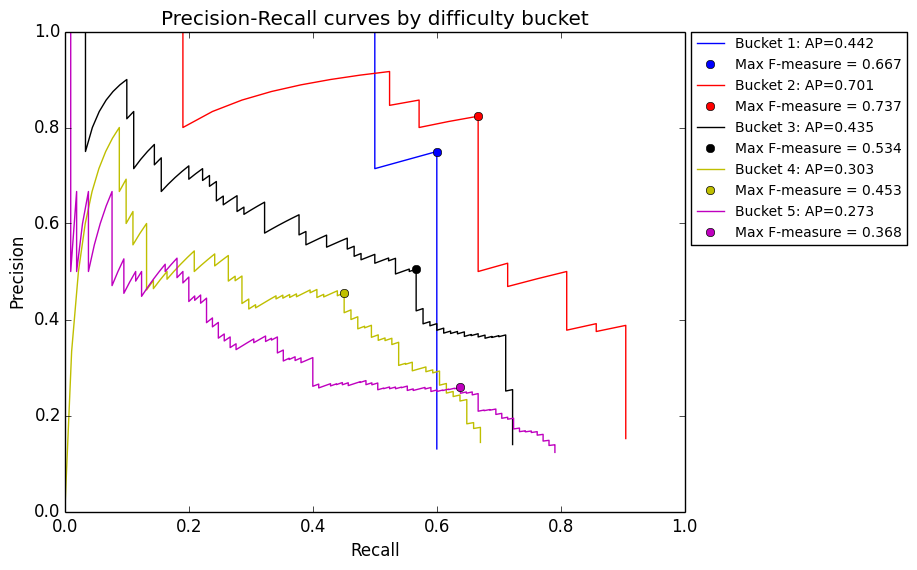 Precision-Recall curves by difficulty bucket
1.0
0.8
0.6
0.4
0.2
0.0
Precision
0.0 0.2 0.4 0.6 0.8 1.0
Recall
Bucket 1: AP=0.442
Max F-measure = 0.667
Bucket 2: AP=0.701
Max F-measure = 0.737
Bucket 3: AP=0.435
Max F-measure = 0.534
Bucket 4: AP=0.303
Max F-measure = 0.453
Bucket 5: AP=0.273
Max F-measure = 0.368